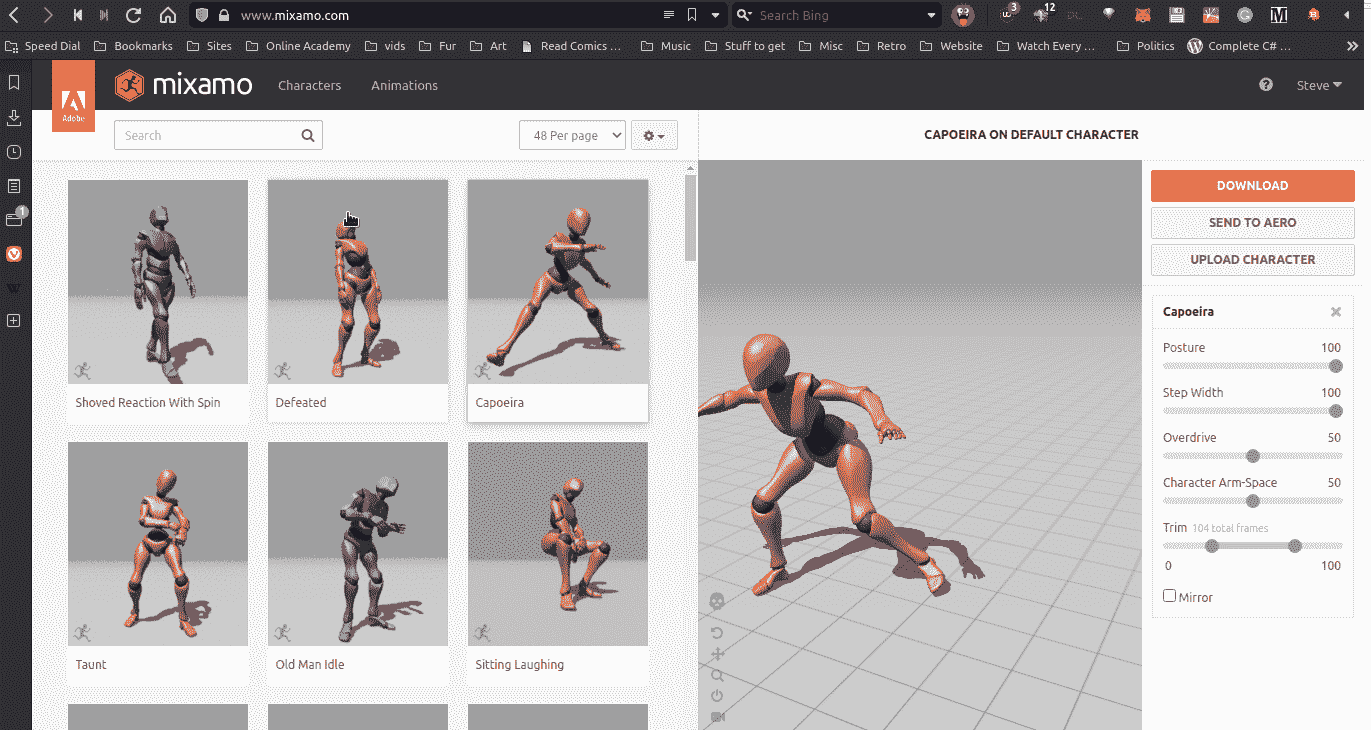 www.mixamo.com
Search Bing
3
12
Speed Dial
Bookmarks
Sites
Online Academy
vids
Fur
Art
Read Comics ...
Music
Stuff to get
Misc
Retro
Website
Watch Every ...
Politics
Complete C# ...
Adobe
mixamo
Characters
Animations
Steve
Search
48 Per page
CAPOEIRA ON DEFAULT CHARACTER
1
Shoved Reaction With Spin
Defeated
Capoeira
Taunt
Old Man Idle
Sitting Laughing
DOWNLOAD
SEND TO AERO
UPLOAD CHARACTER
Capoeira
Posture 100
Step Width 100
Overdrive 50
Character Arm-Space 50
Trim 104 total frames
0 100
Mirror